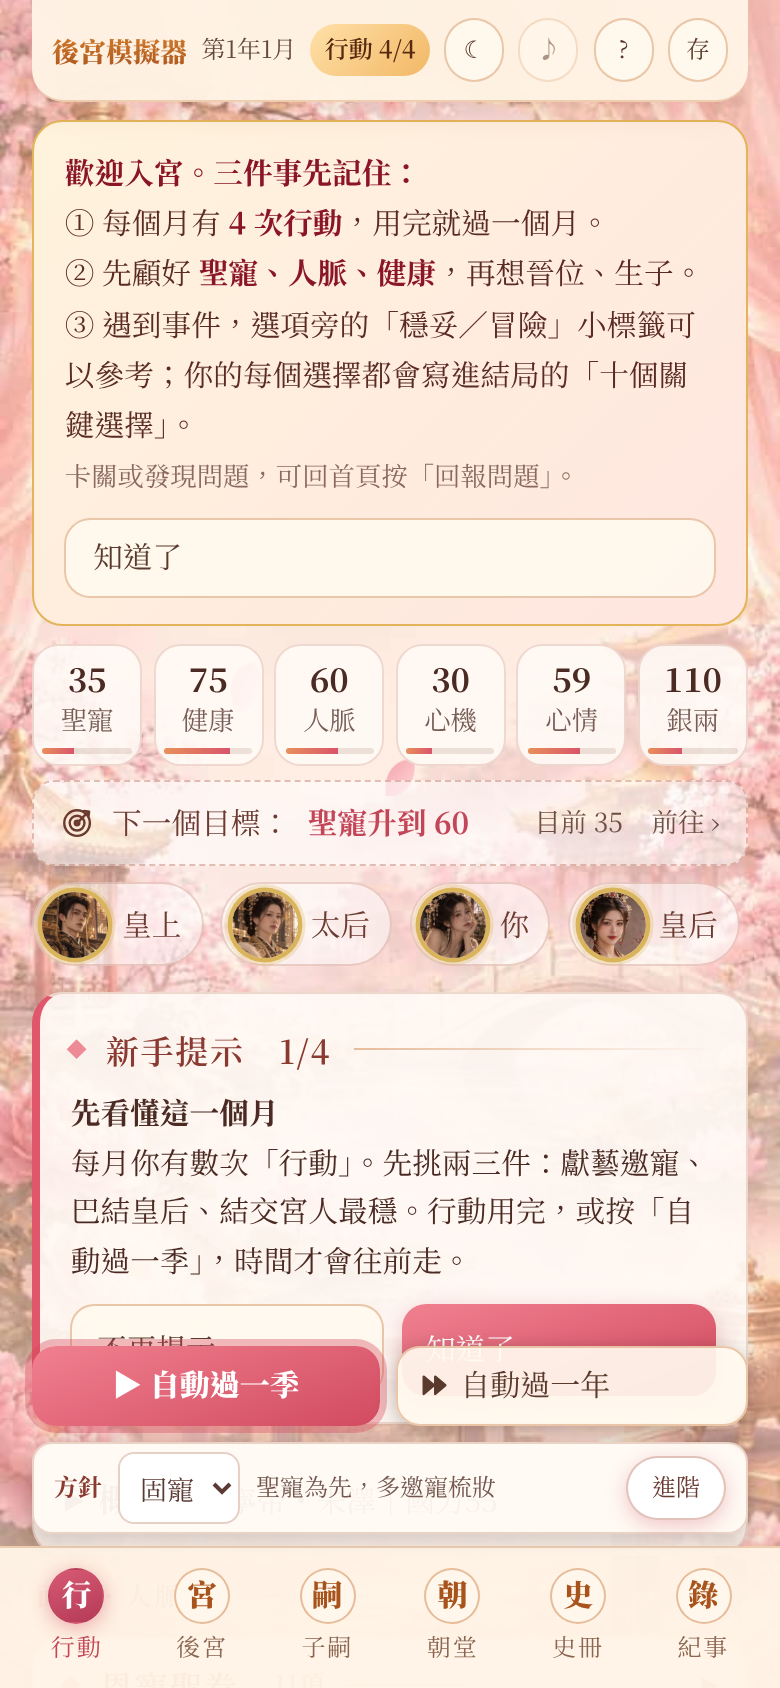 後宮模擬器 第1年1月 行動 4/4 ☾ ♪ ? 存
歡迎入宮。三件事先記住：
① 每個月有 4 次行動，用完就過一個月。
② 先顧好 聖寵、人脈、健康，再想晉位、生子。
③ 遇到事件，選項旁的「穩妥／冒險」小標籤可
以參考；你的每個選擇都會寫進結局的「十個關
鍵選擇」。
卡關或發現問題，可回首頁按「回報問題」。
知道了
35 75 60 30 59 110
聖寵 健康 人脈 心機 心情 銀兩
下一個目標： 聖寵升到 60 目前 35 前往 ›
皇上 太后 你 皇后
新手提示 1/4
先看懂這一個月
每月你有數次「行動」。先挑兩三件：獻藝邀寵、
巴結皇后、結交宮人最穩。行動用完，或按「自
動過一季」，時間才會往前走。
不再提示 知道了
▶ 自動過一季 自動過一年
方針 固寵 聖寵為先，多邀寵梳妝 進階
行 宮 嗣 朝 史 錄
行動 後宮 子嗣 朝堂 史冊 紀事